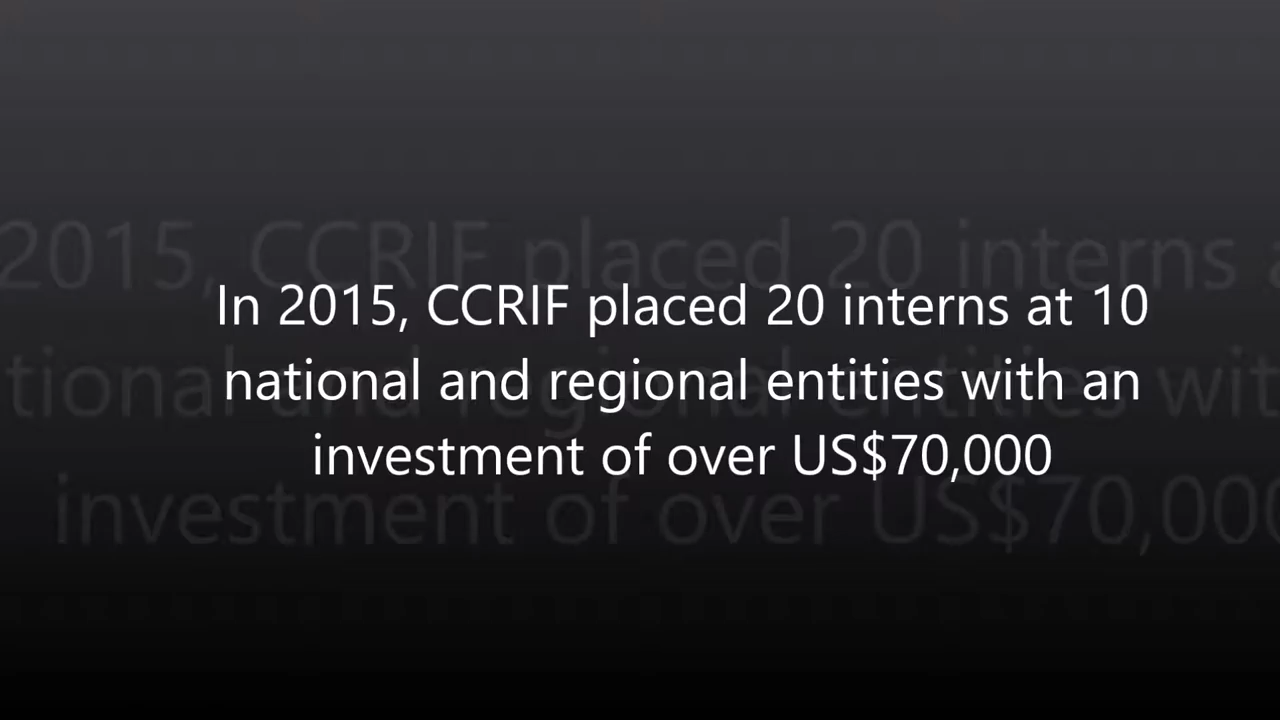 In 2015, CCRIF placed 20 interns at 10
national and regional entities with an
investment of over US$70,000